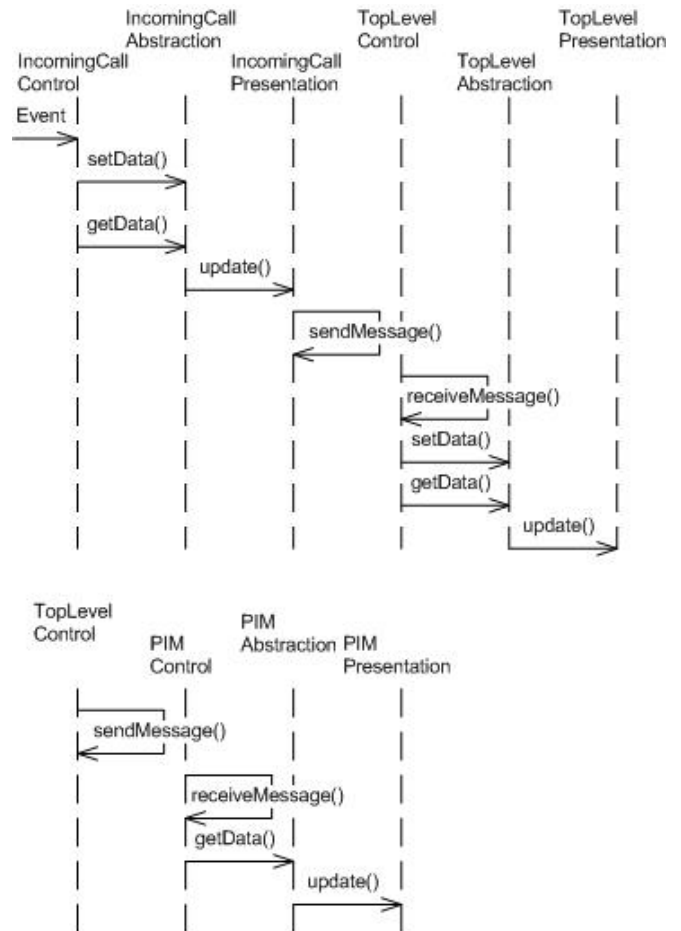 IncomingCall
Abstraction
TopLevel
Control
TopLevel
Presentation
IncomingCall
Control
IncomingCall
Presentation
TopLevel
Abstraction
Event
setData()
getData()
update()
sendMessage()
receiveMessage()
setData()
getData()
update()
TopLevel
Control
PIM
Control
PIM
Abstraction
PIM
Presentation
sendMessage()
receiveMessage()
getData()
update()